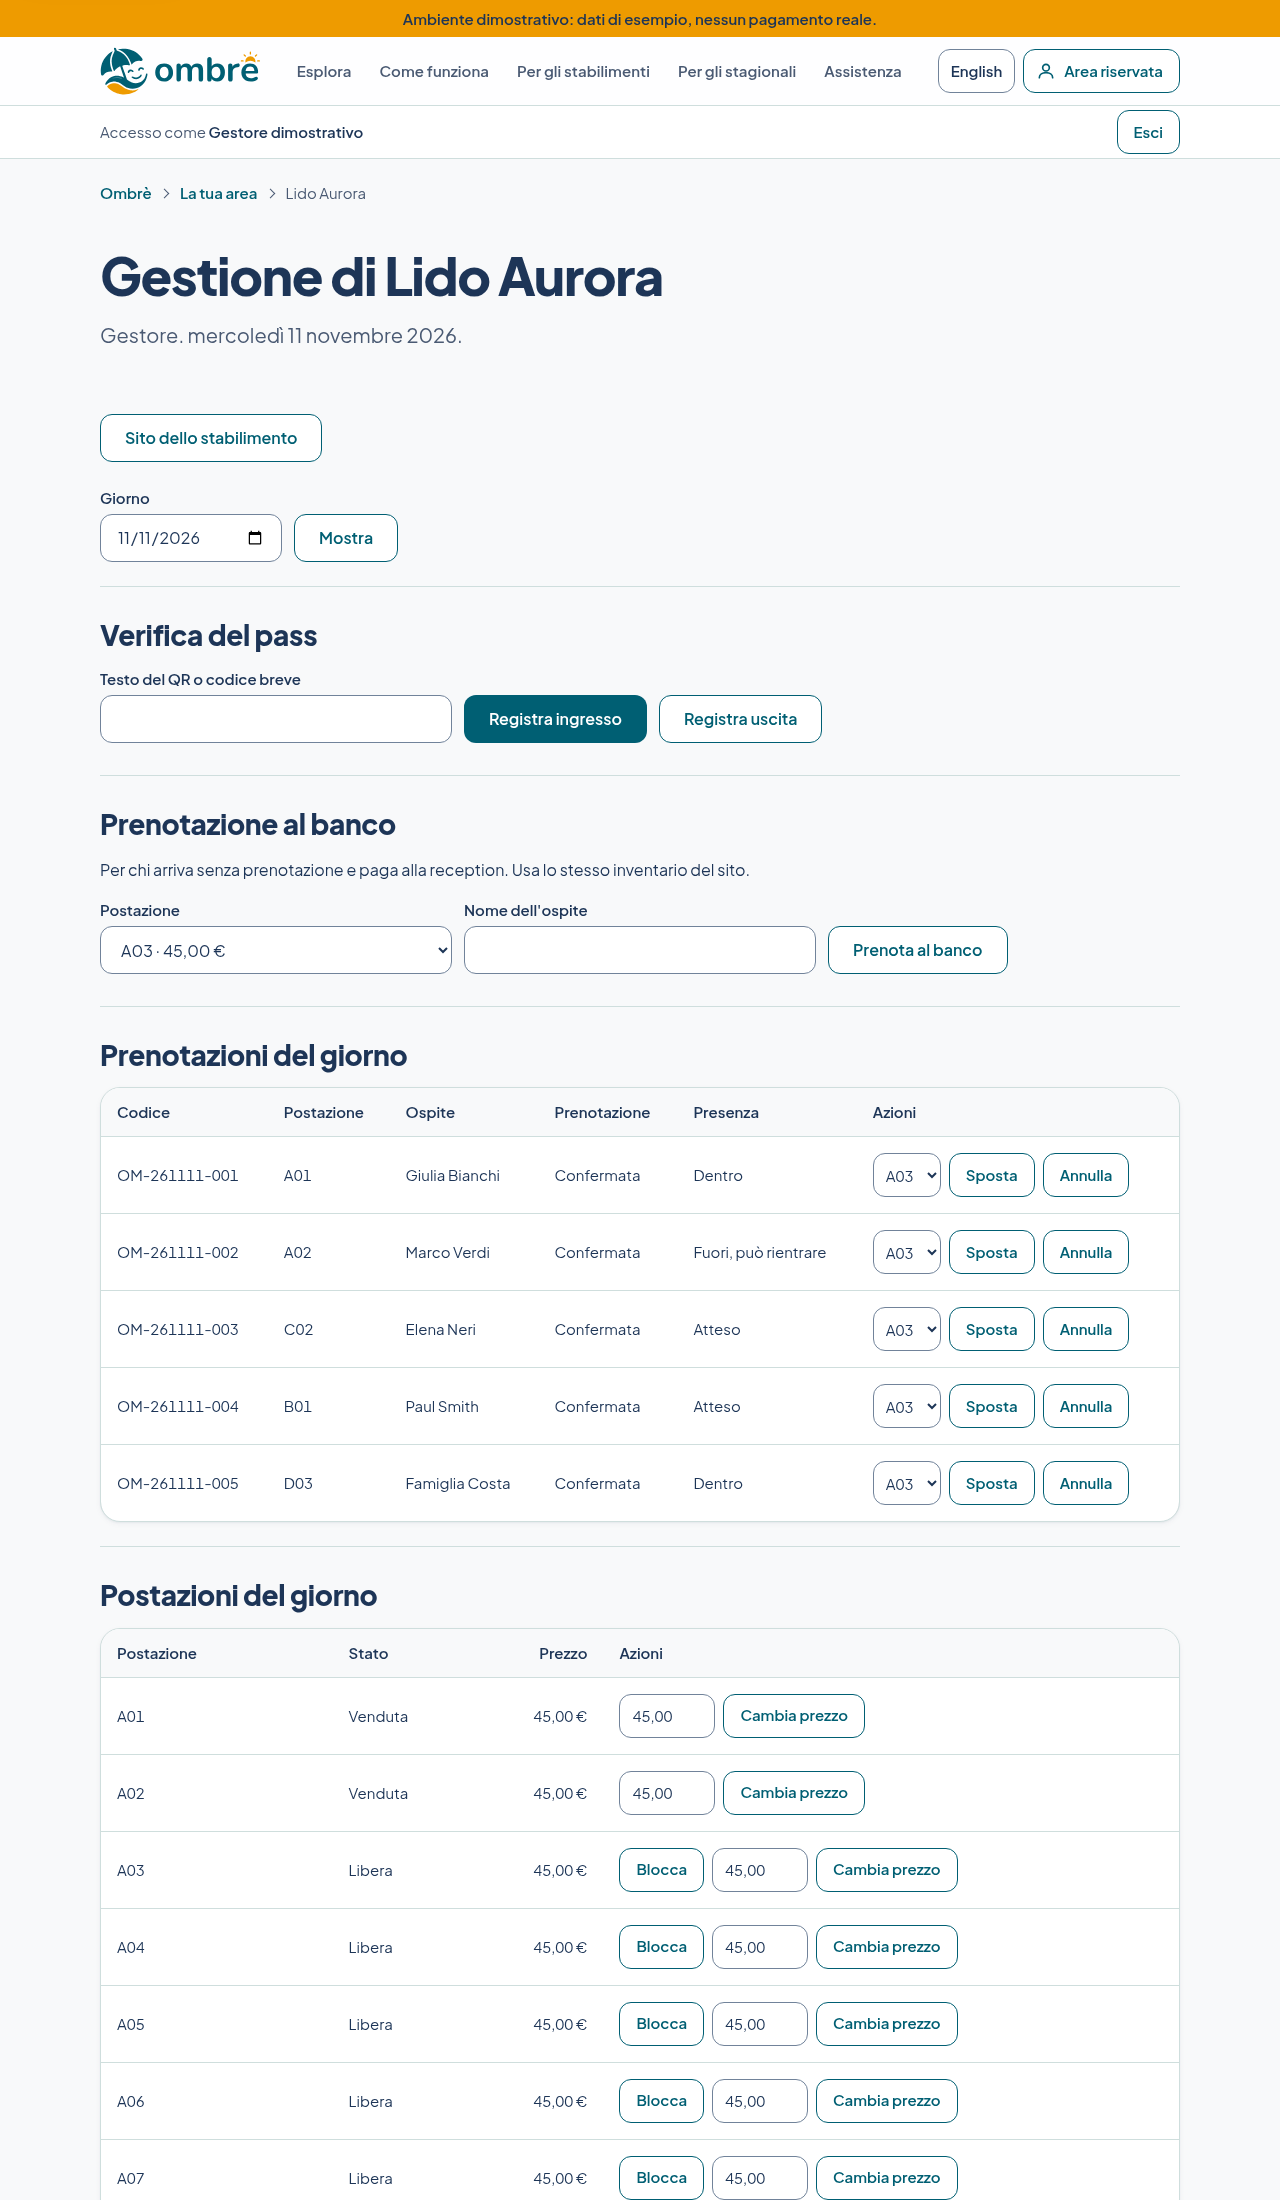 Ambiente dimostrativo: dati di esempio, nessun pagamento reale.
ombrè Esplora Come funziona Per gli stabilimenti Per gli stagionali Assistenza English Area riservata
Accesso come Gestore dimostrativo Esci
Ombrè > La tua area > Lido Aurora
Gestione di Lido Aurora
Gestore. mercoledì 11 novembre 2026.
Sito dello stabilimento
Giorno
11/11/2026 Mostra
Verifica del pass
Testo del QR o codice breve
Registra ingresso Registra uscita
Prenotazione al banco
Per chi arriva senza prenotazione e paga alla reception. Usa lo stesso inventario del sito.
Postazione Nome dell'ospite
A03 · 45,00 € Prenota al banco
Prenotazioni del giorno
Codice Postazione Ospite Prenotazione Presenza Azioni
OM-261111-001 A01 Giulia Bianchi Confermata Dentro A03 Sposta Annulla
OM-261111-002 A02 Marco Verdi Confermata Fuori, può rientrare A03 Sposta Annulla
OM-261111-003 C02 Elena Neri Confermata Atteso A03 Sposta Annulla
OM-261111-004 B01 Paul Smith Confermata Atteso A03 Sposta Annulla
OM-261111-005 D03 Famiglia Costa Confermata Dentro A03 Sposta Annulla
Postazioni del giorno
Postazione Stato Prezzo Azioni
A01 Venduta 45,00 € 45,00 Cambia prezzo
A02 Venduta 45,00 € 45,00 Cambia prezzo
A03 Libera 45,00 € Blocca 45,00 Cambia prezzo
A04 Libera 45,00 € Blocca 45,00 Cambia prezzo
A05 Libera 45,00 € Blocca 45,00 Cambia prezzo
A06 Libera 45,00 € Blocca 45,00 Cambia prezzo
A07 Libera 45,00 € Blocca 45,00 Cambia prezzo